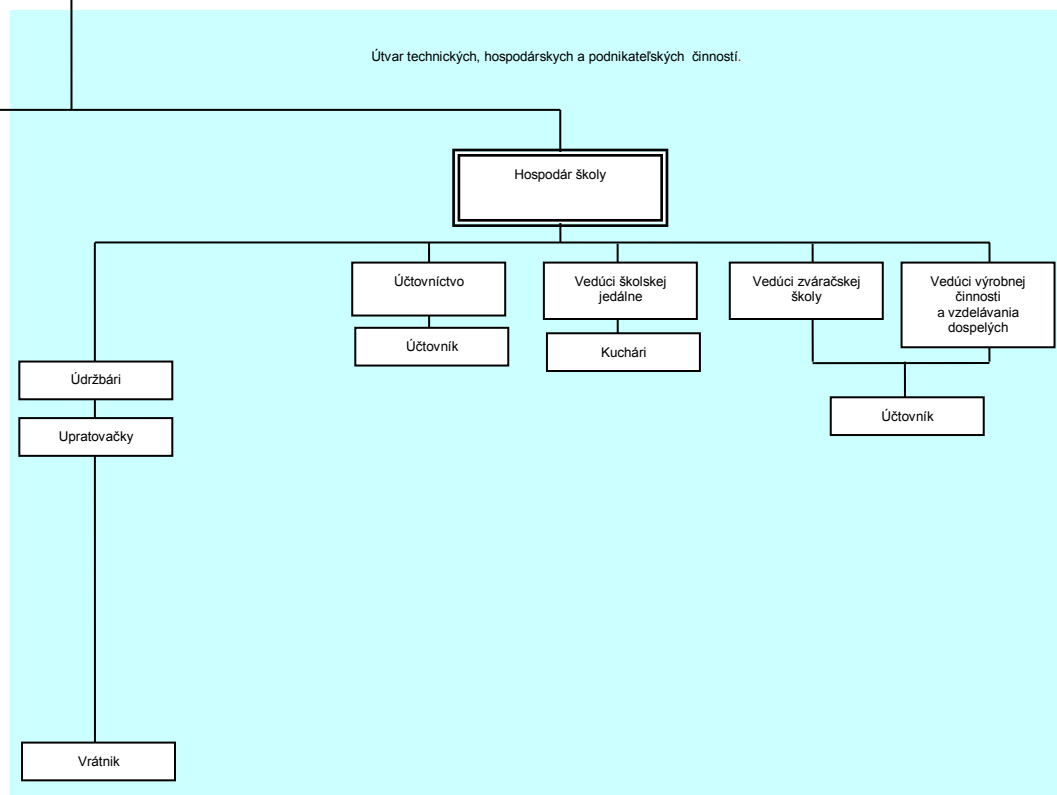 Útvar technických, hospodárskych a podnikateľských činností.
Hospodár školy
Účtovníctvo
Vedúci školskej
jedálne
Vedúci zváračskej
školy
Vedúci výrobnej
činnosti
a vzdelávania
dospelých
Účtovník
Kuchári
Údržbári
Účtovník
Upratovačky
Vrátnik